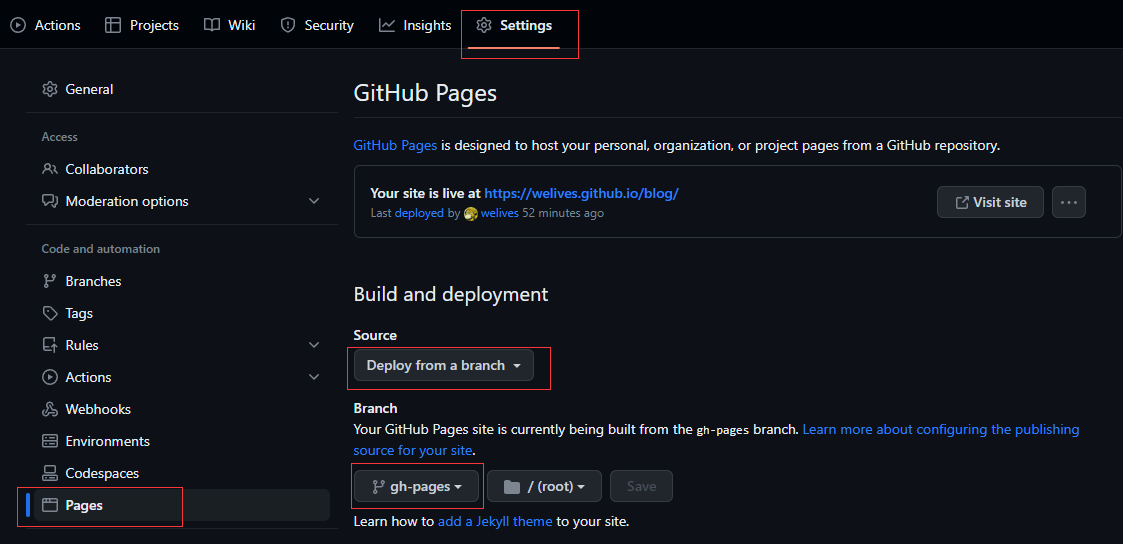 Actions Projects Wiki Security Insights Settings
General
Access
Collaborators
Moderation options
Code and automation
Branches
Tags
Rules
Actions
Webhooks
Environments
Codespaces
Pages
GitHub Pages
GitHub Pages is designed to host your personal, organization, or project pages from a GitHub repository.
Your site is live at https://welives.github.io/blog/
Last deployed by welives 52 minutes ago
Visit site
Build and deployment
Source
Deploy from a branch
Branch
Your GitHub Pages site is currently being built from the gh-pages branch. Learn more about configuring the publishing
source for your site.
gh-pages / (root) Save
Learn how to add a Jekyll theme to your site.